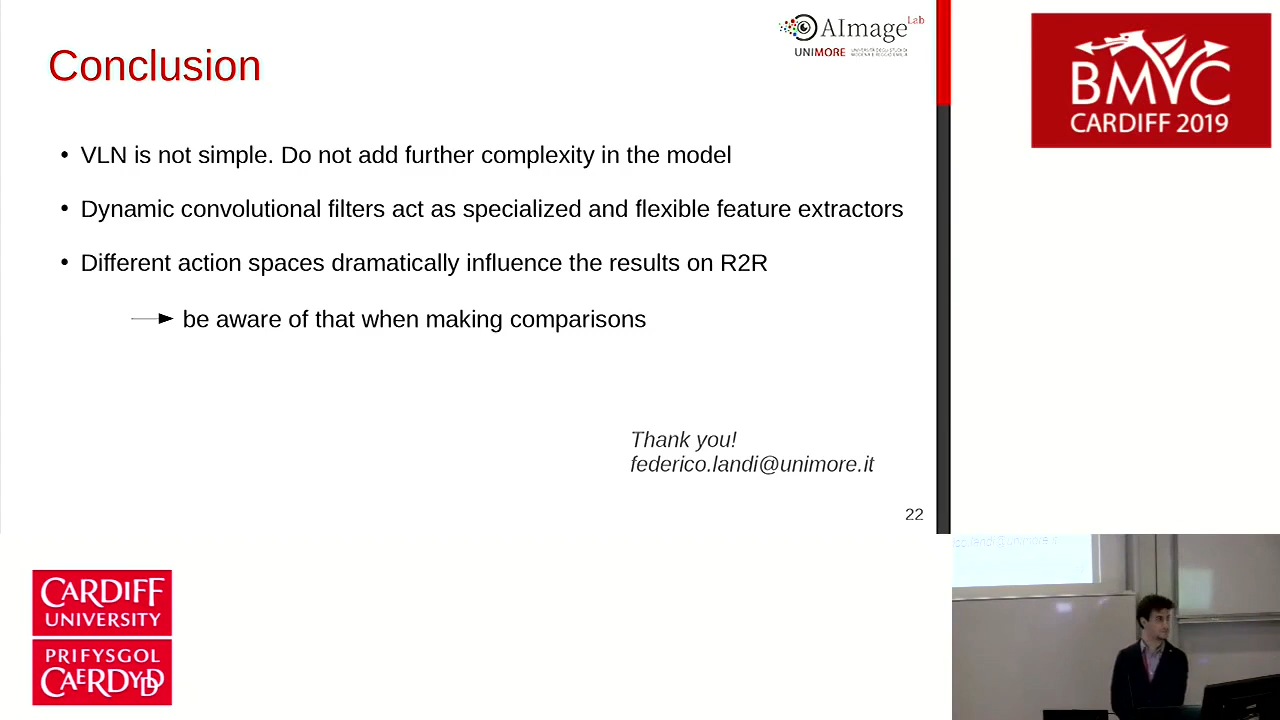 AImage Lab
UNIMORE
Conclusion
• VLN is not simple. Do not add further complexity in the model
• Dynamic convolutional filters act as specialized and flexible feature extractors
• Different action spaces dramatically influence the results on R2R
be aware of that when making comparisons
Thank you!
federico.landi@unimore.it
22
BMVC
CARDIFF 2019
CARDIFF
UNIVERSITY
PRIFYSGOL
CAERDYDD